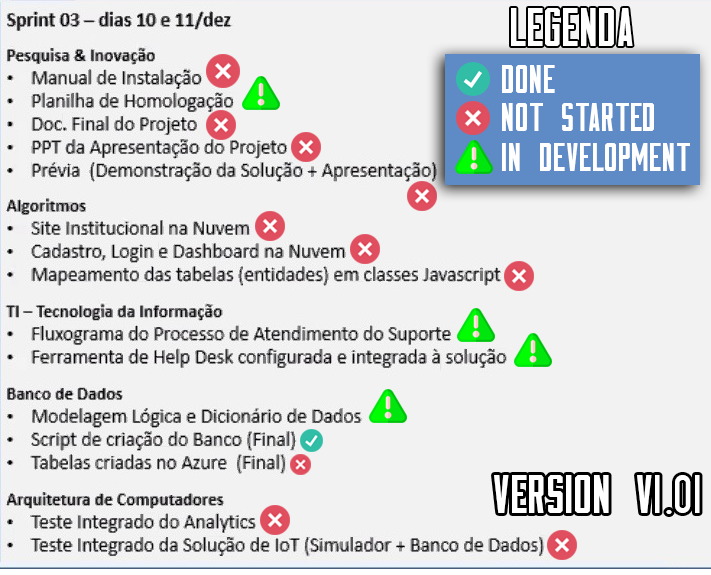 Sprint 03 – dias 10 e 11/dez
LEGENDA
DONE
NOT STARTED
IN DEVELOPMENT
Pesquisa & Inovação
• Manual de Instalação
• Planilha de Homologação
• Doc. Final do Projeto
• PPT da Apresentação do Projeto
• Prévia (Demonstração da Solução + Apresentação)
Algoritmos
• Site Institucional na Nuvem
• Cadastro, Login e Dashboard na Nuvem
• Mapeamento das tabelas (entidades) em classes Javascript
TI – Tecnologia da Informação
• Fluxograma do Processo de Atendimento do Suporte
• Ferramenta de Help Desk configurada e integrada à solução
Banco de Dados
• Modelagem Lógica e Dicionário de Dados
• Script de criação do Banco (Final)
• Tabelas criadas no Azure (Final)
Arquitetura de Computadores
• Teste Integrado do Analytics
• Teste Integrado da Solução de IoT (Simulador + Banco de Dados)
VERSION V1.01